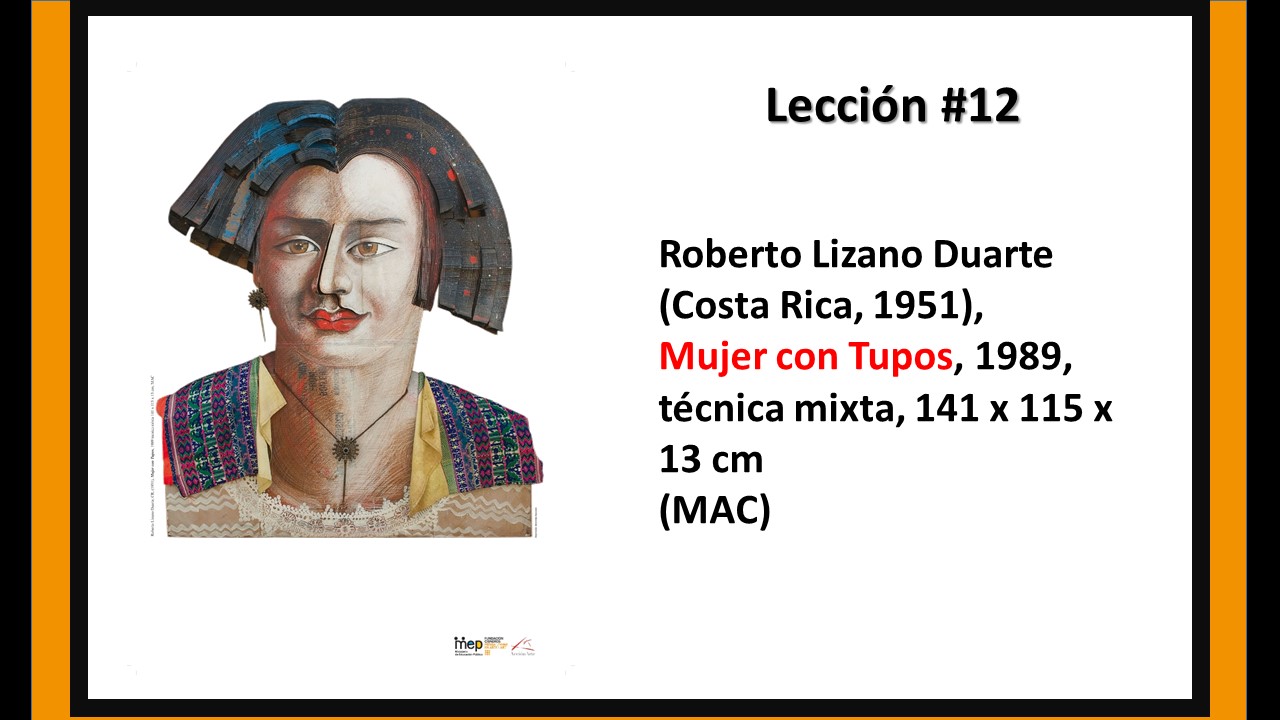 Lección #12
Roberto Lizano Duarte
(Costa Rica, 1951),
Mujer con Tupos, 1989,
técnica mixta, 141 x 115 x
13 cm
(MAC)
mep